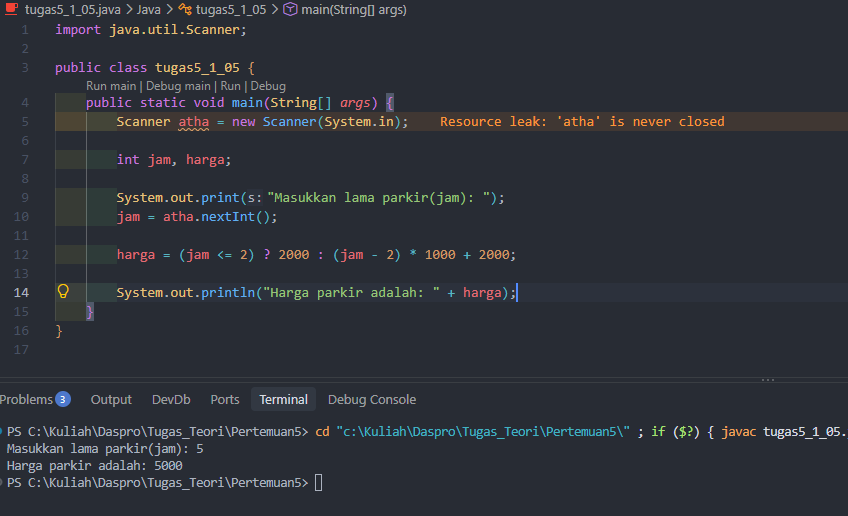 tugas5_1_05.java > Java > tugas5_1_05 > main(String[] args)
1 import java.util.Scanner;
2
3 public class tugas5_1_05 {
Run main | Debug main | Run | Debug
4 public static void main(String[] args) {
5 Scanner atha = new Scanner(System.in); Resource leak: 'atha' is never closed
6
7 int jam, harga;
8
9 System.out.print(s: "Masukkan lama parkir(jam): ");
10 jam = atha.nextInt();
11
12 harga = (jam <= 2) ? 2000 : (jam - 2) * 1000 + 2000;
13
14 System.out.println("Harga parkir adalah: " + harga);
15 }
16 }
17
Problems 3 Output DevDb Ports Terminal Debug Console
PS C:\Kuliah\Daspro\Tugas_Teori\Pertemuan5> cd "c:\Kuliah\Daspro\Tugas_Teori\Pertemuan5\" ; if ($?) { javac tugas5_1_05.
Masukkan lama parkir(jam): 5
Harga parkir adalah: 5000
PS C:\Kuliah\Daspro\Tugas_Teori\Pertemuan5>